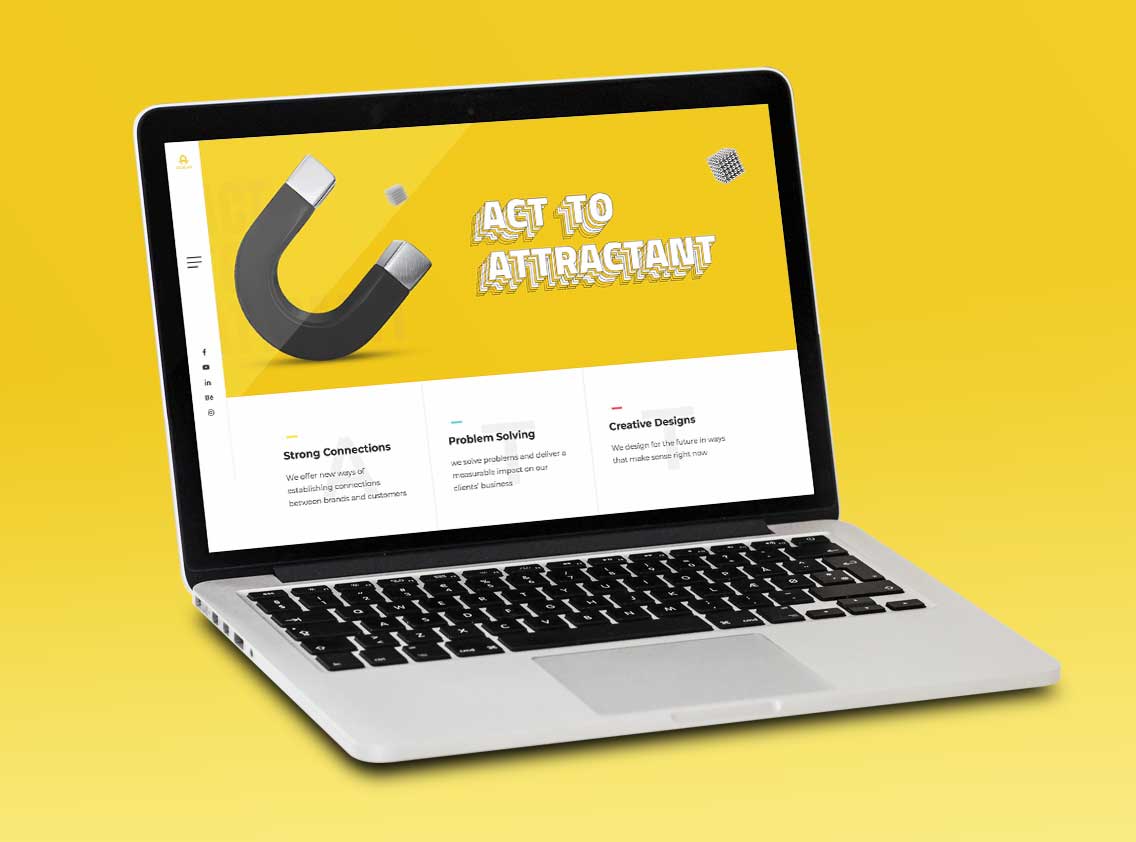 ACT TO
ATTRACTANT
Strong Connections
We offer new ways of
establishing connections
between brands and customers
Problem Solving
we solve problems and deliver a
measurable impact on our
clients' business
Creative Designs
We design for the future in ways
that make sense right now
A
T
T